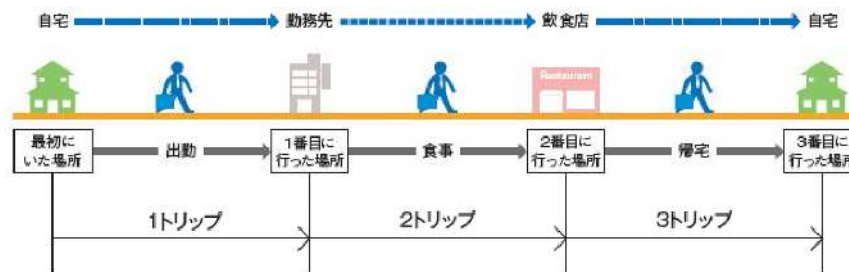 自宅 勤務先 飲食店 自宅
Restaurant
最初に
いた場所
出勤
1番目に
行った場所
食事
2番目に
行った場所
帰宅
3番目に
行った場所
1トリップ 2トリップ 3トリップ